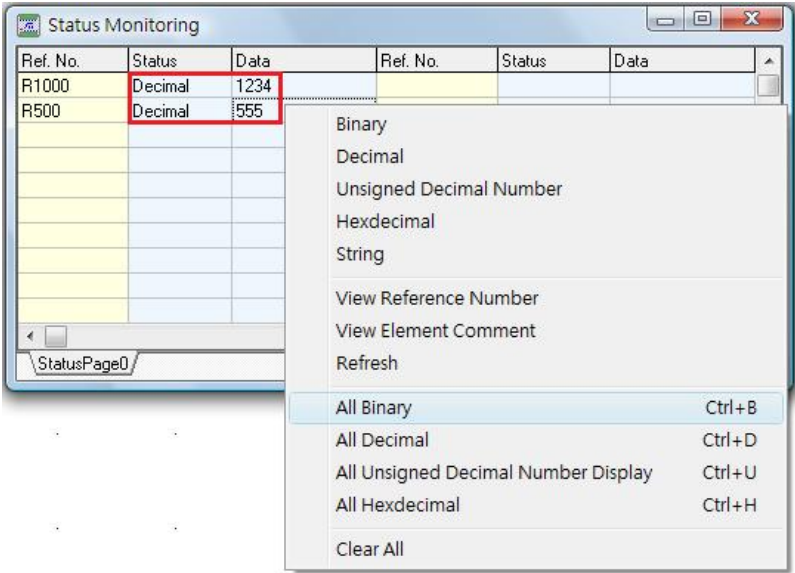 Status Monitoring
Ref. No. Status Data Ref. No. Status Data
R1000 Decimal 1234
R500 Decimal 555
Binary
Decimal
Unsigned Decimal Number
Hexdecimal
String
View Reference Number
View Element Comment
Refresh
StatusPage0
All Binary Ctrl+B
All Decimal Ctrl+D
All Unsigned Decimal Number Display Ctrl+U
All Hexdecimal Ctrl+H
Clear All